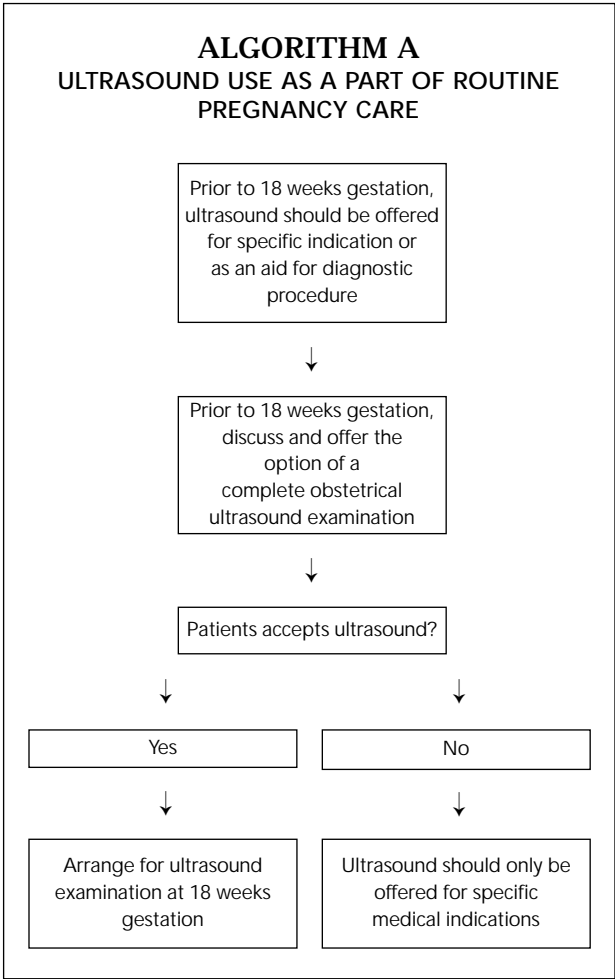 ALGORITHM A
ULTRASOUND USE AS A PART OF ROUTINE
PREGNANCY CARE
Prior to 18 weeks gestation,
ultrasound should be offered
for specific indication or
as an aid for diagnostic
procedure
Prior to 18 weeks gestation,
discuss and offer the
option of a
complete obstetrical
ultrasound examination
Patients accepts ultrasound?
Yes
No
Arrange for ultrasound
examination at 18 weeks
gestation
Ultrasound should only be
offered for specific
medical indications